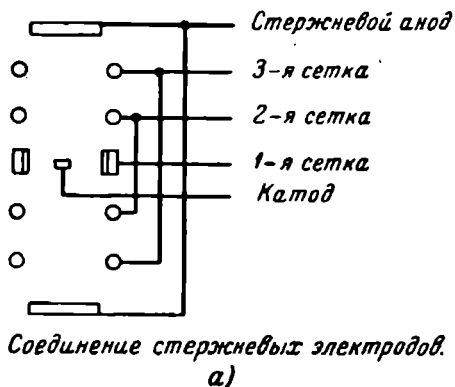 Стержневой анод
3-я сетка
2-я сетка
1-я сетка
Катод
Соединение стержневых электродов.
а)